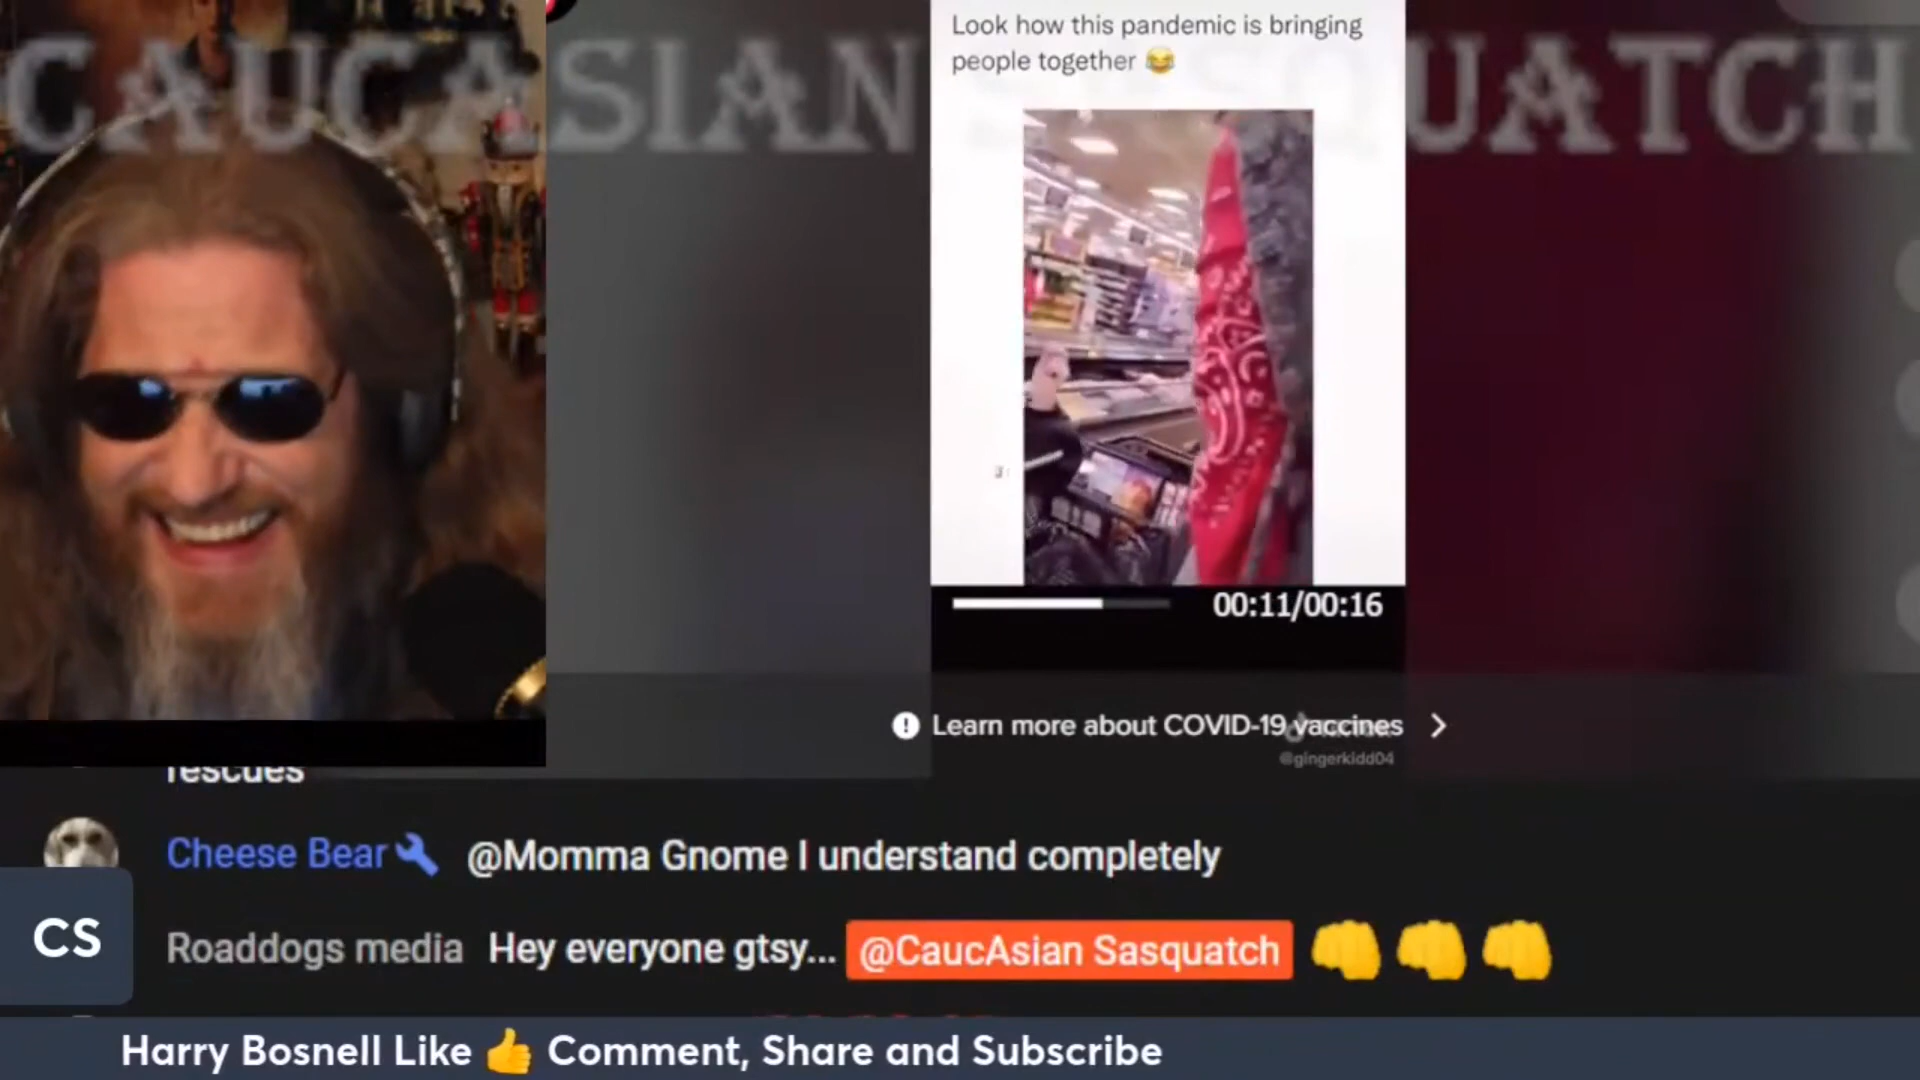 CAUCASIAN SASQUATCH
Look how this pandemic is bringing
people together 😂
00:11/00:16
Learn more about COVID-19 vaccines
@gingerkidd04
rescues
Cheese Bear @Momma Gnome I understand completely
CS
Roaddogs media Hey everyone gtsy... @CaucAsian Sasquatch 👊👊👊
Harry Bosnell Like 👍 Comment, Share and Subscribe